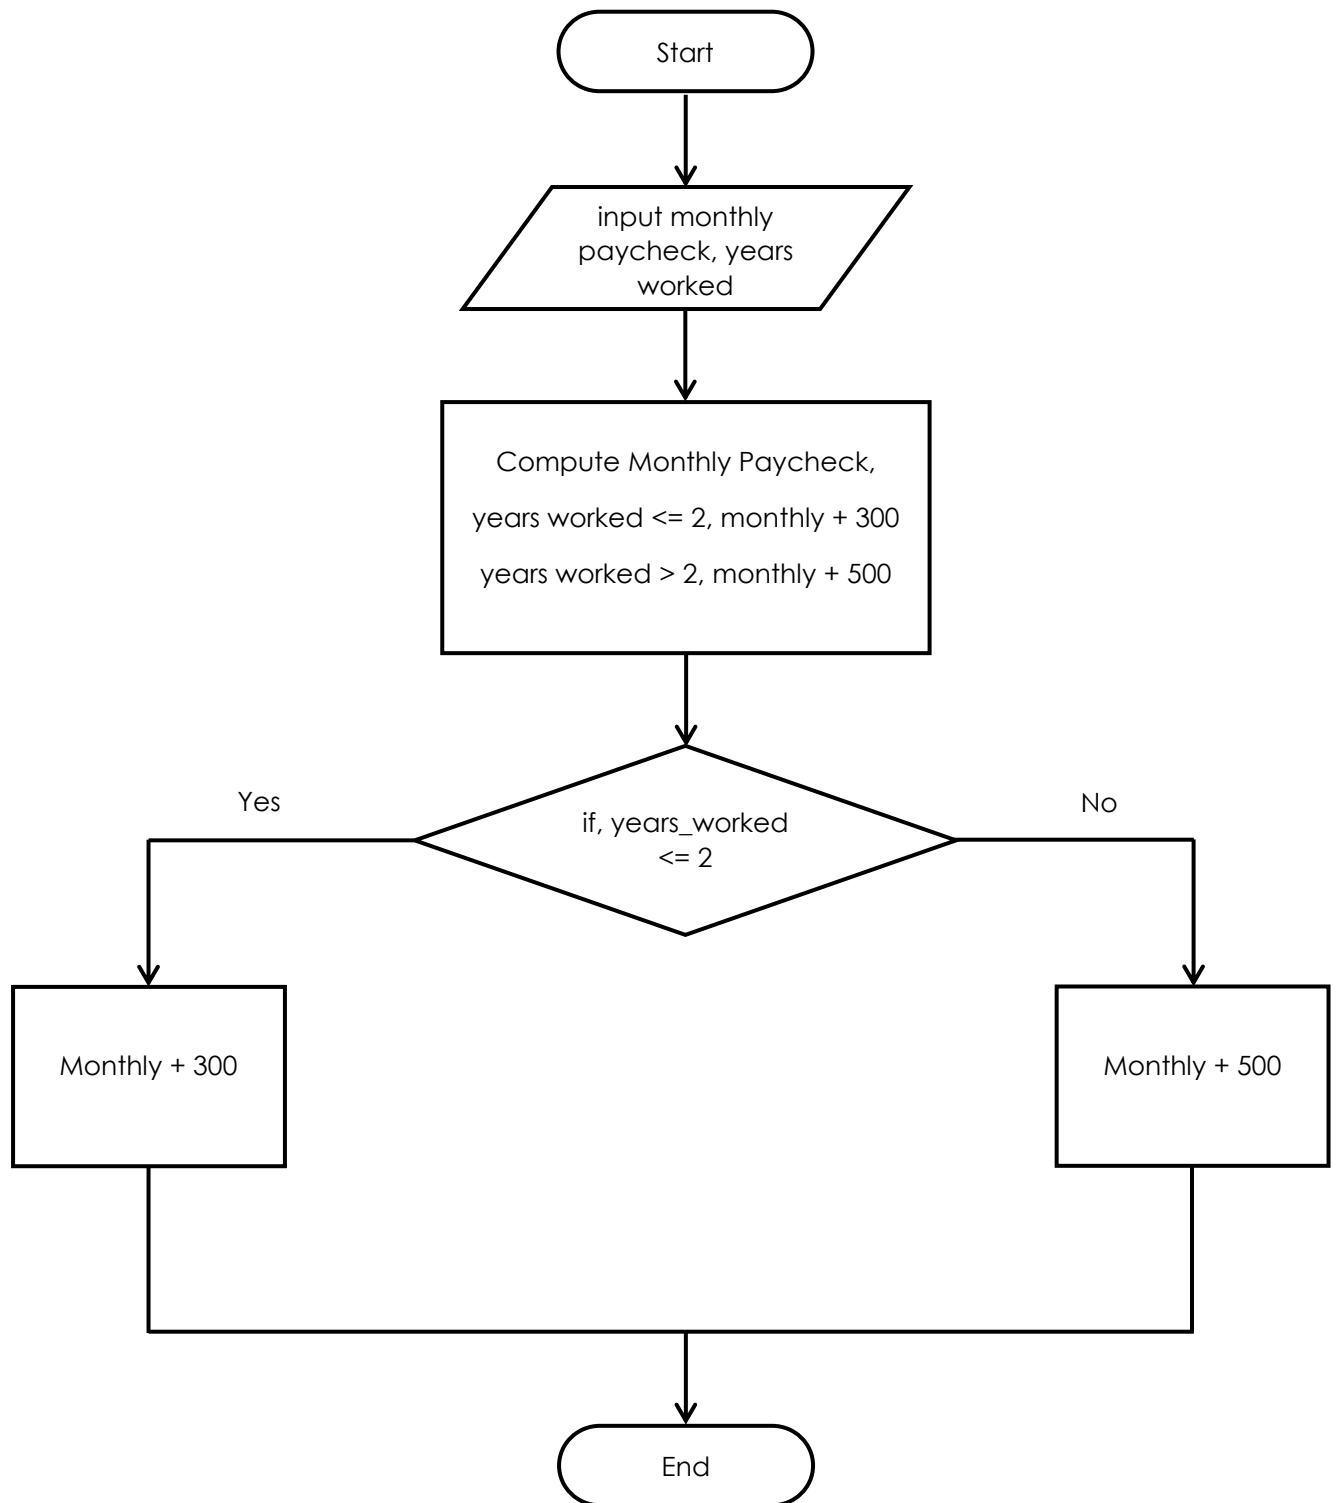 Start
input monthly
paycheck, years
worked
Compute Monthly Paycheck,
years worked <= 2, monthly + 300
years worked > 2, monthly + 500
Yes
No
if, years_worked
<= 2
Monthly + 300
Monthly + 500
End